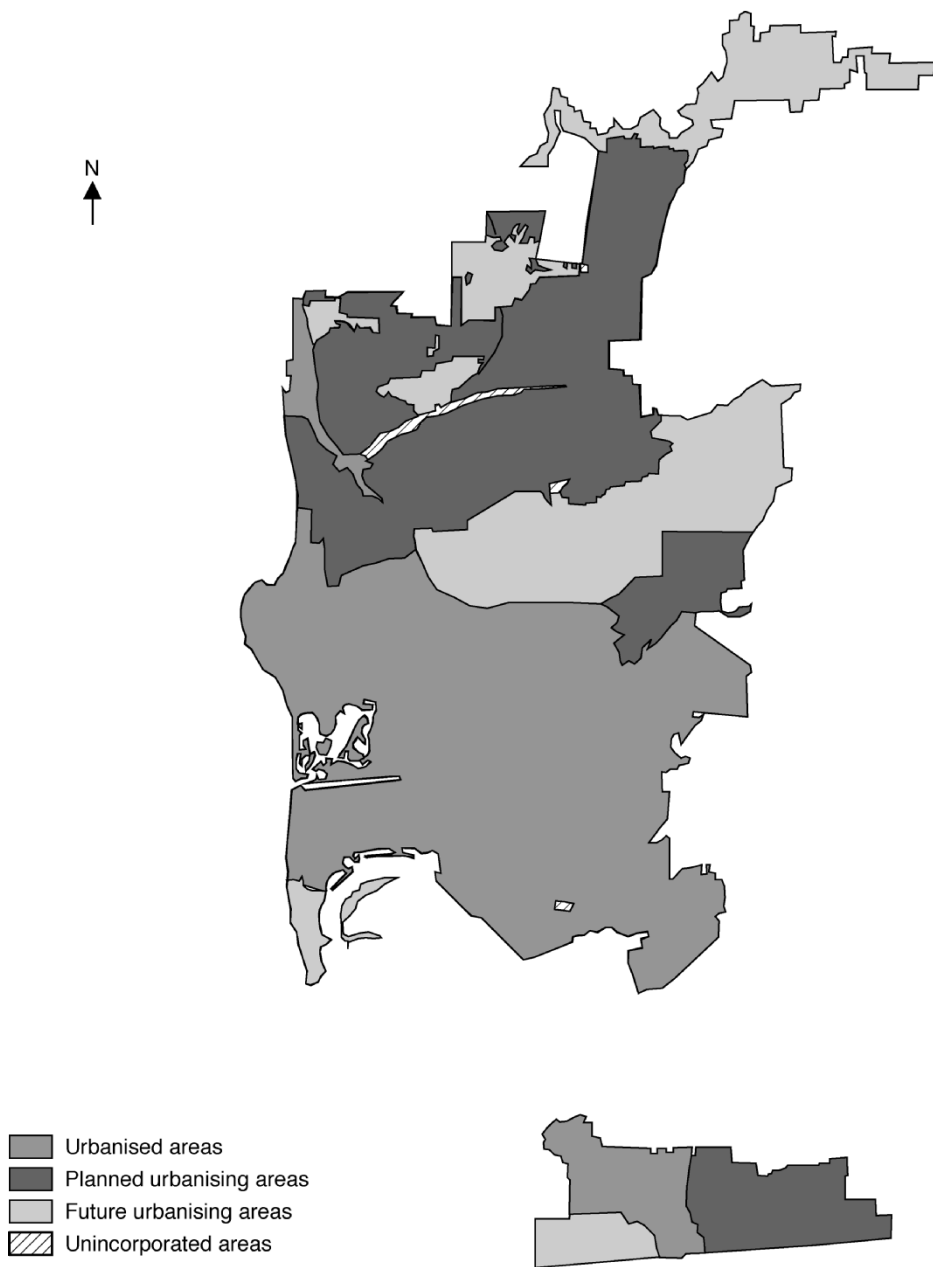 N
Urbanised areas
Planned urbanising areas
Future urbanising areas
Unincorporated areas